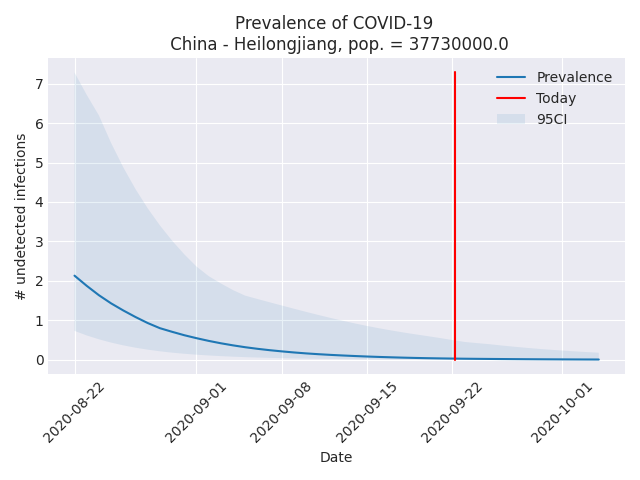 Prevalence of COVID-19
China - Heilongjiang, pop. = 37730000.0
Prevalence
Today
95CI
# undetected infections
7
6
5
4
3
2
1
0
2020-08-22
2020-09-01
2020-09-08
2020-09-15
2020-09-22
2020-10-01
Date